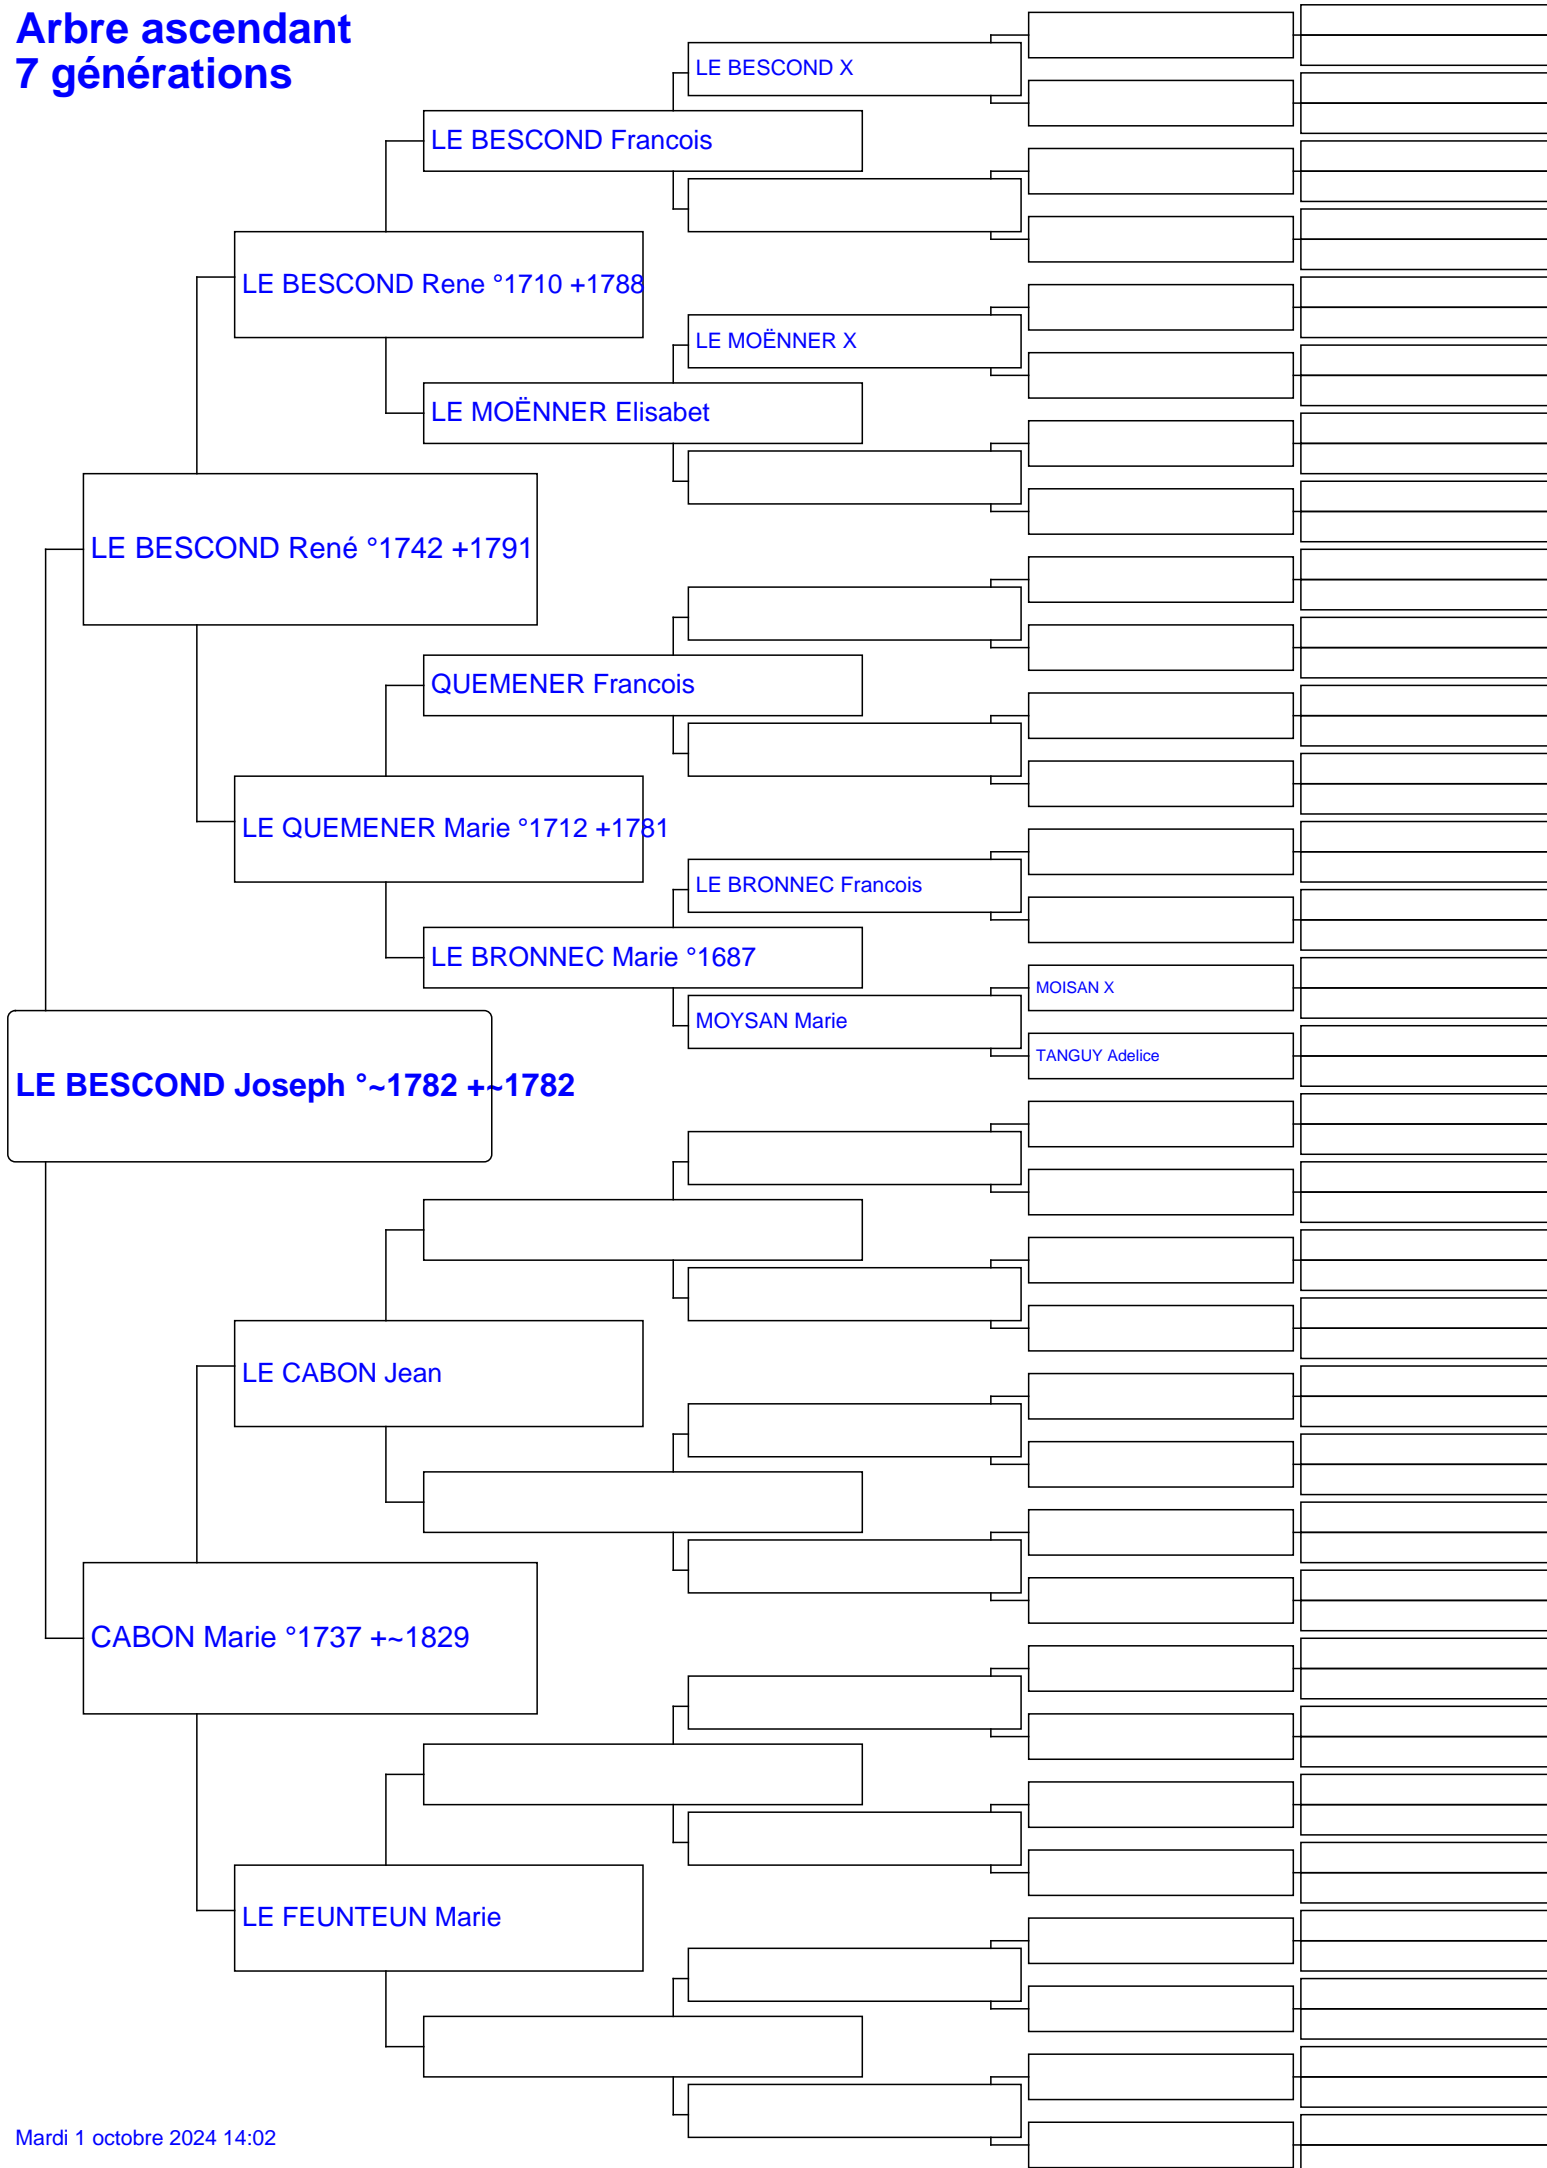 Arbre ascendant
7 générations
LE BESCOND X
LE BESCOND Francois
LE BESCOND Rene °1710 +1788
LE MOËNNER X
LE MOËNNER Elisabet
LE BESCOND René °1742 +1791
QUEMENER Francois
LE QUEMENER Marie °1712 +1781
LE BRONNEC Francois
LE BRONNEC Marie °1687
MOISAN X
MOYSAN Marie
TANGUY Adelice
LE BESCOND Joseph °~1782 +~1782
LE CABON Jean
CABON Marie °1737 +~1829
LE FEUNTEUN Marie
Mardi 1 octobre 2024 14:02